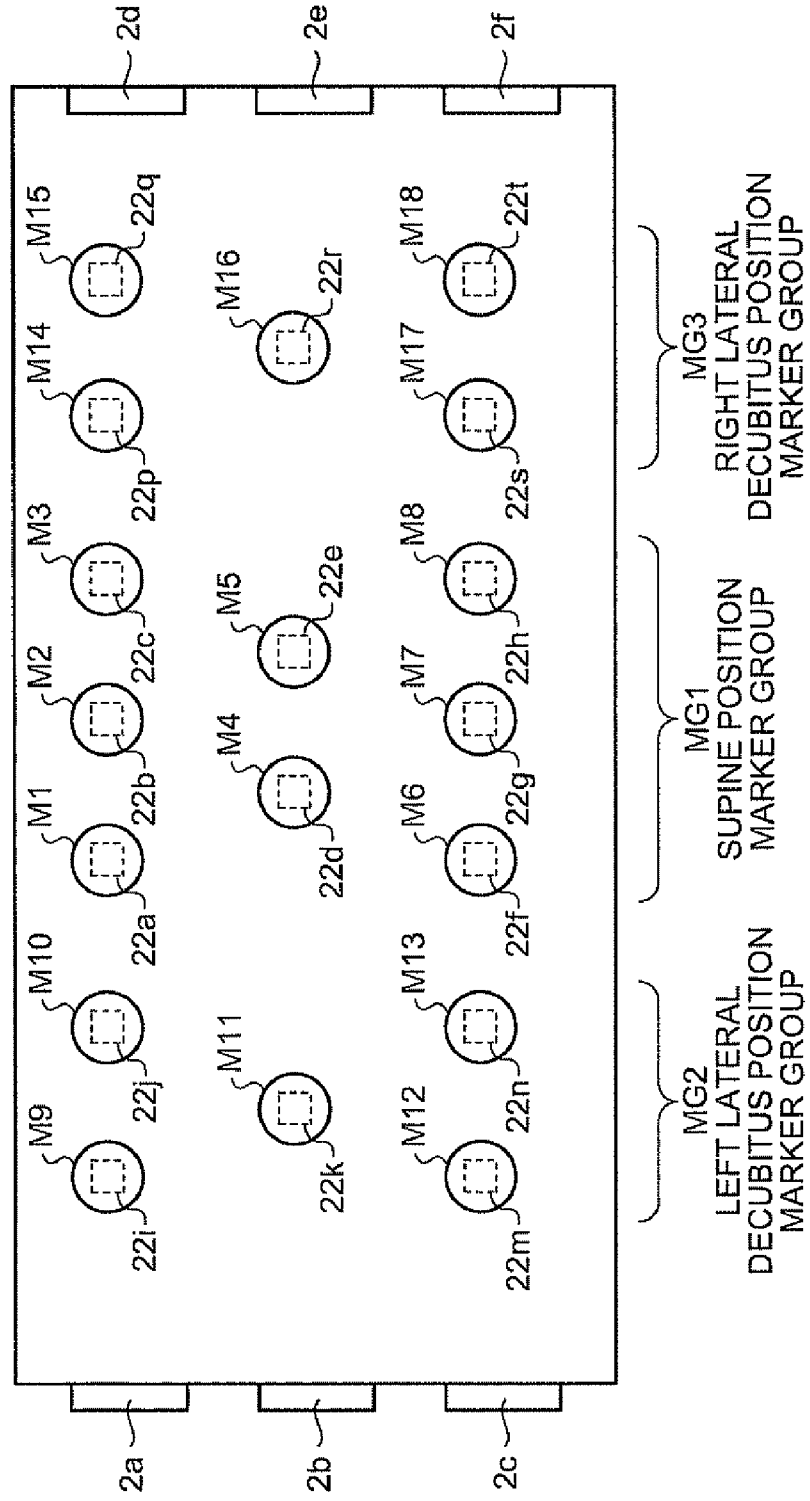 M9 M10 M1 M2 M3 M14 M15
2a 2d
22i 22j 22a 22b 22c 22p 22q
M11 M4 M5 M16
2b 2e
22k 22d 22e 22r
M12 M13 M6 M7 M8 M17 M18
2c 2f
22m 22n 22f 22g 22h 22s 22t
MG2
LEFT LATERAL
DECUBITUS POSITION
MARKER GROUP
MG1
SUPINE POSITION
MARKER GROUP
MG3
RIGHT LATERAL
DECUBITUS POSITION
MARKER GROUP